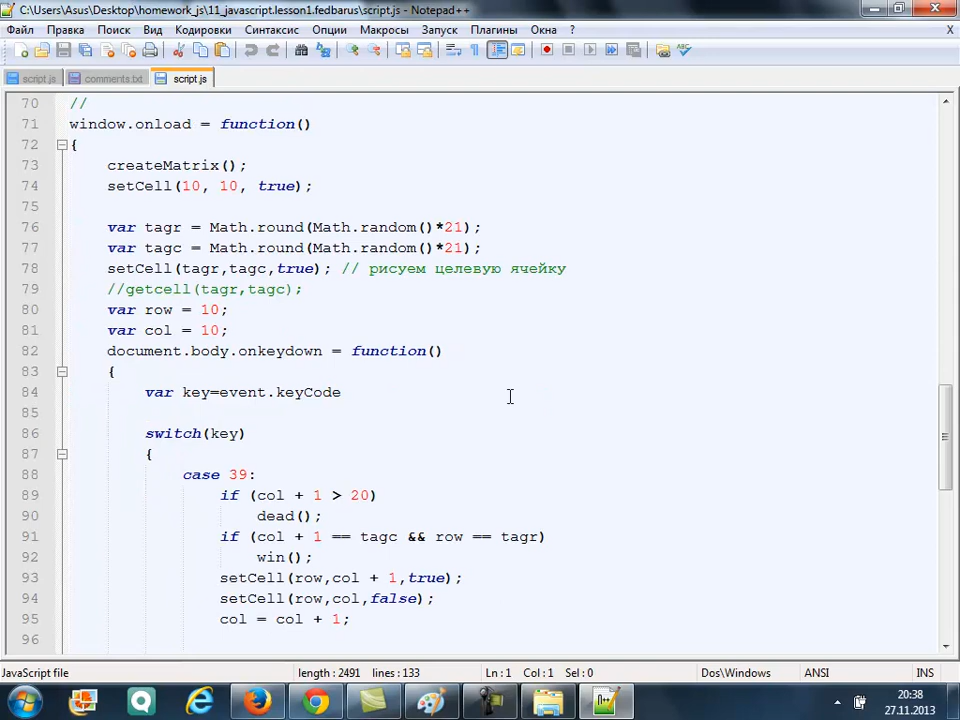 C:\Users\Asus\Desktop\homework_js\11_javascript.lesson1.fedbarus\script.js - Notepad++
Файл Правка Поиск Вид Кодировки Синтаксис Опции Макросы Запуск Плагины Окна ? X
script.js comments.txt script.js
70 //
71 window.onload = function()
72 {
73 createMatrix();
74 setCell(10, 10, true);
75
76 var tagr = Math.round(Math.random()*21);
77 var tagc = Math.round(Math.random()*21);
78 setCell(tagr,tagc,true); // рисуем целевую ячейку
79 //getcell(tagr,tagc);
80 var row = 10;
81 var col = 10;
82 document.body.onkeydown = function()
83 {
84 var key=event.keyCode
85
86 switch(key)
87 {
88 case 39:
89 if (col + 1 > 20)
90 dead();
91 if (col + 1 == tagc && row == tagr)
92 win();
93 setCell(row,col + 1,true);
94 setCell(row,col,false);
95 col = col + 1;
96
JavaScript file length : 2491 lines : 133 Ln : 1 Col : 1 Sel : 0 Dos\Windows ANSI INS
20:38
27.11.2013